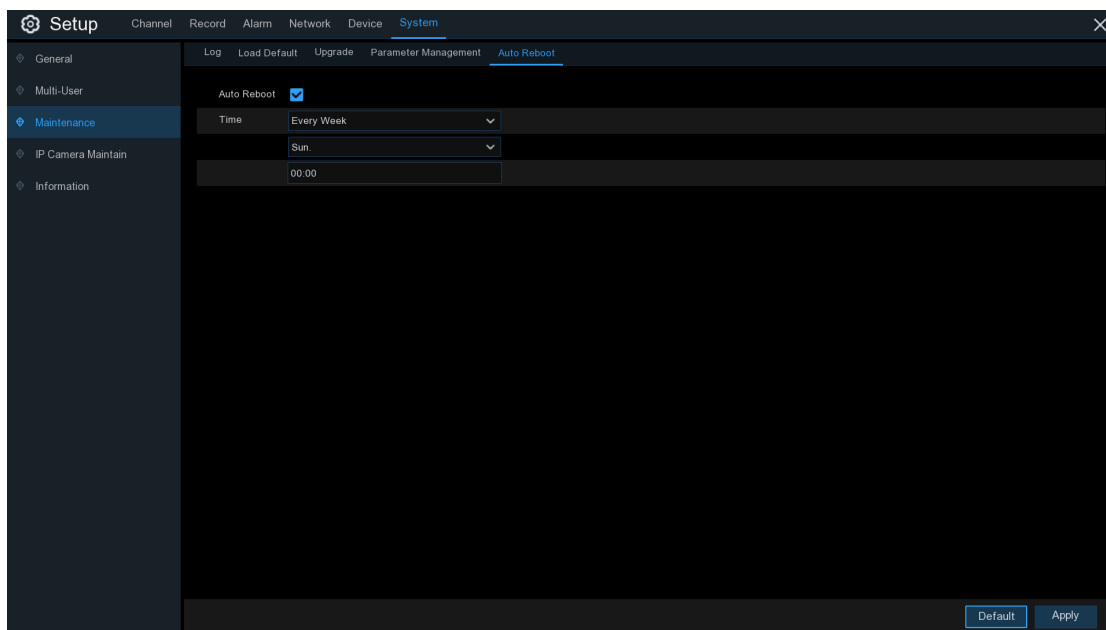 Setup Channel Record Alarm Network Device System
Log Load Default Upgrade Parameter Management Auto Reboot
General
Multi-User
Maintenance
IP Camera Maintain
Information
Auto Reboot
Time Every Week
Sun.
00:00
Default Apply